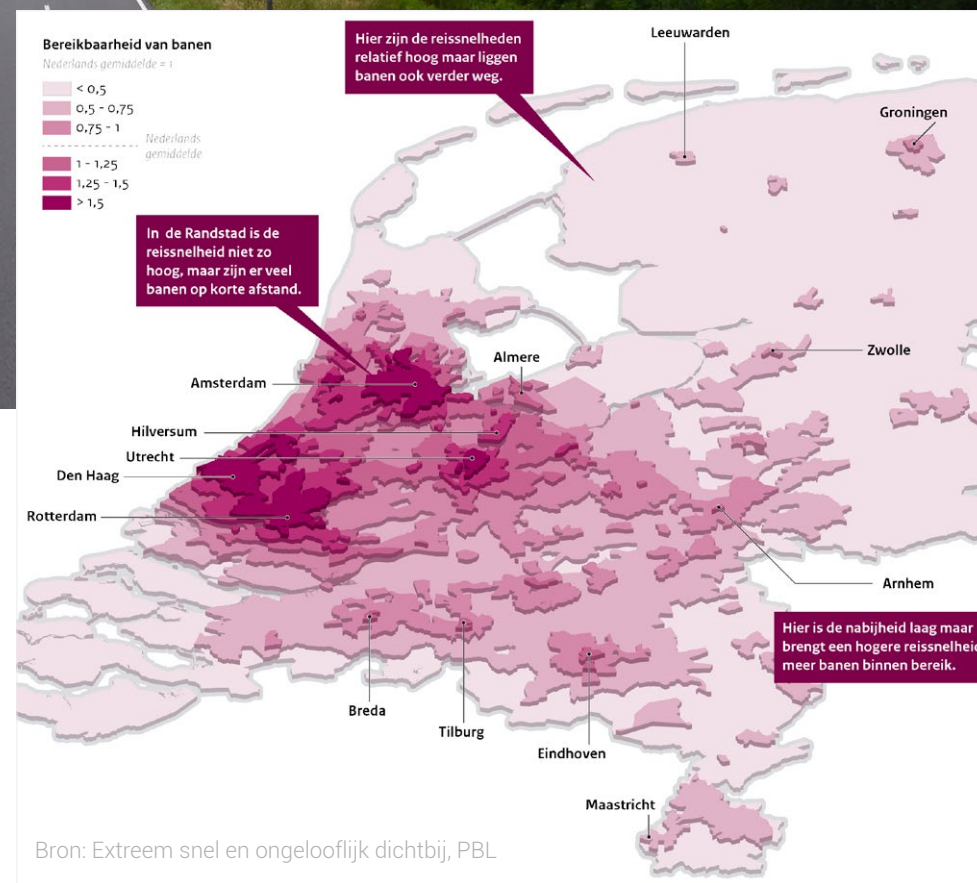 Bereikbaarheid van banen
Nederlands gemiddelde = 1
< 0,5
0,5 - 0,75
0,75 - 1
Nederlands
gemiddelde
1 - 1,25
1,25 - 1,5
> 1,5
Hier zijn de reissnelheden
relatief hoog maar liggen
banen ook verder weg.
Leeuwarden
Groningen
In de Randstad is de
reissnelheid niet zo
hoog, maar zijn er veel
banen op korte afstand.
Zwolle
Almere
Amsterdam
Hilversum
Utrecht
Den Haag
Rotterdam
Arnhem
Hier is de nabijheid laag maar
brengt een hogere reissnelheid
meer banen binnen bereik.
Breda
Tilburg
Eindhoven
Maastricht
Bron: Extreem snel en ongelooflijk dichtbij, PBL